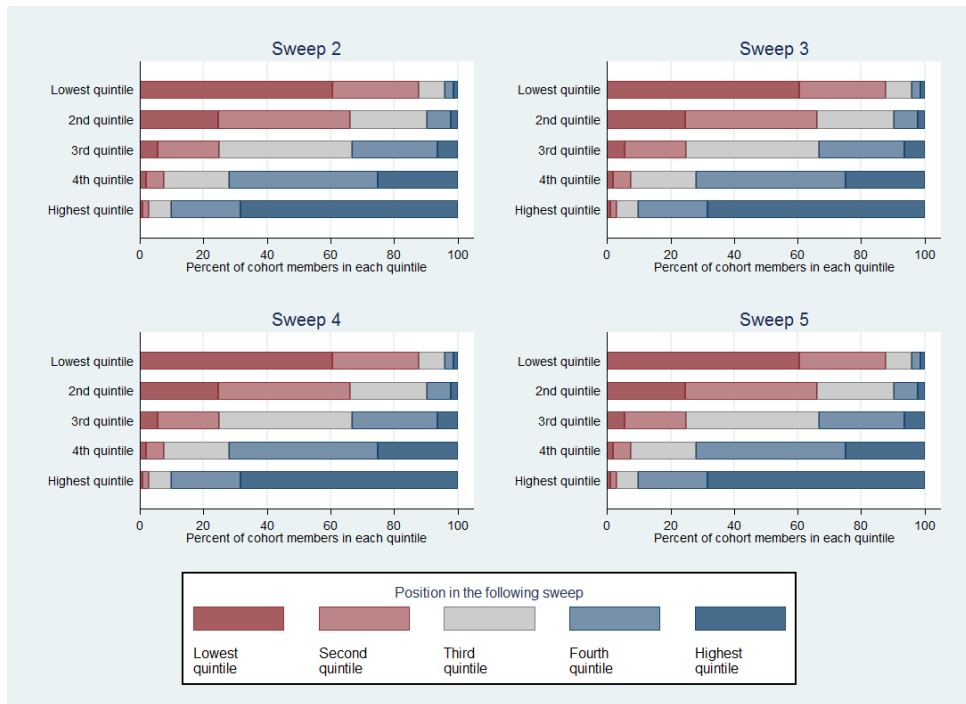 Sweep 2
Lowest quintile
2nd quintile
3rd quintile
4th quintile
Highest quintile
0 20 40 60 80 100
Percent of cohort members in each quintile
Sweep 3
Lowest quintile
2nd quintile
3rd quintile
4th quintile
Highest quintile
0 20 40 60 80 100
Percent of cohort members in each quintile
Sweep 4
Lowest quintile
2nd quintile
3rd quintile
4th quintile
Highest quintile
0 20 40 60 80 100
Percent of cohort members in each quintile
Sweep 5
Lowest quintile
2nd quintile
3rd quintile
4th quintile
Highest quintile
0 20 40 60 80 100
Percent of cohort members in each quintile
Position in the following sweep
Lowest
quintile
Second
quintile
Third
quintile
Fourth
quintile
Highest
quintile